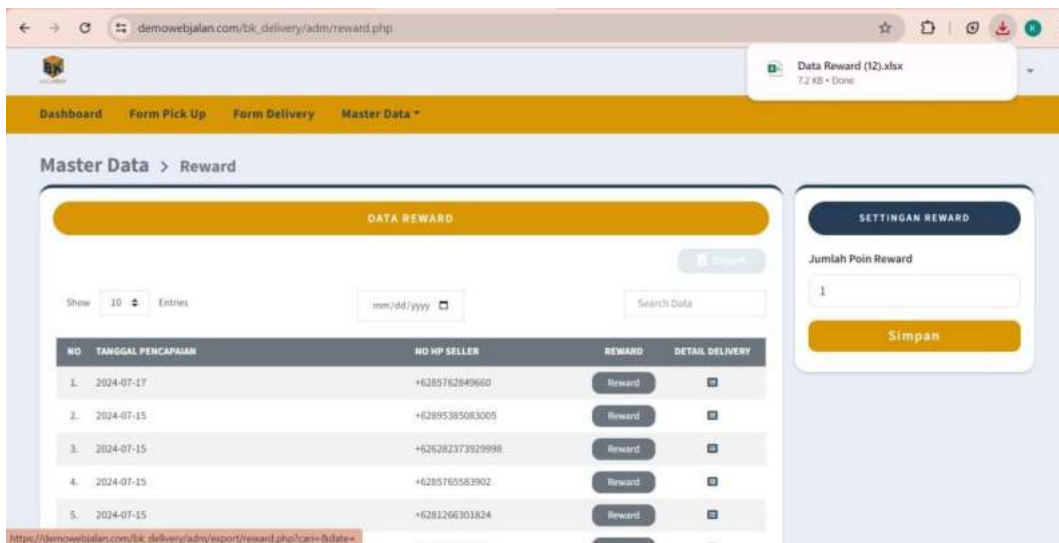 demowebjalan.com/bk_delivery/adm/reward.php
K
Data Reward (12).xlsx
7.2 KB • Done
BK
Dashboard Form Pick Up Form Delivery Master Data
Master Data > Reward
DATA REWARD
Export
Show 10 Entries mm/dd/yyyy Search Data
NO TANGGAL PENCAPAIAN NO HP SELLER REWARD DETAIL DELIVERY
1. 2024-07-17 +6285762849660 Reward
2. 2024-07-15 +62895385083005 Reward
3. 2024-07-15 +626282373929998 Reward
4. 2024-07-15 +6285765583902 Reward
5. 2024-07-15 +6281266301824 Reward
SETTINGAN REWARD
Jumlah Poin Reward
1
Simpan
https://demowebjalan.com/bk_delivery/adm/export/reward.php?cari=&date=